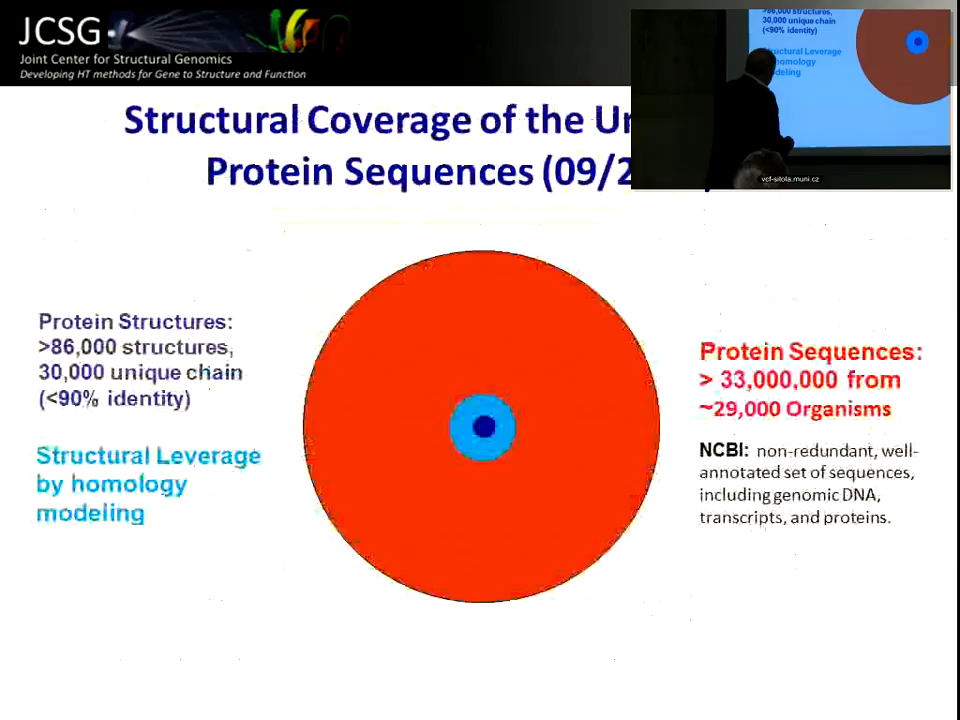 JCSG
Joint Center for Structural Genomics
Developing HT methods for Gene to Structure and Function
Structural Coverage of the
Protein Sequences (09/2
>86,000 structures,
30,000 unique chain
(<90% identity)
Structural Leverage
homology
vcf-sitola.muni.cz
Protein Structures:
>86,000 structures,
30,000 unique chain
(<90% identity)
Structural Leverage
by homology
modeling
Protein Sequences:
> 33,000,000 from
~29,000 Organisms
NCBI: non-redundant, well-
annotated set of sequences,
including genomic DNA,
transcripts, and proteins.